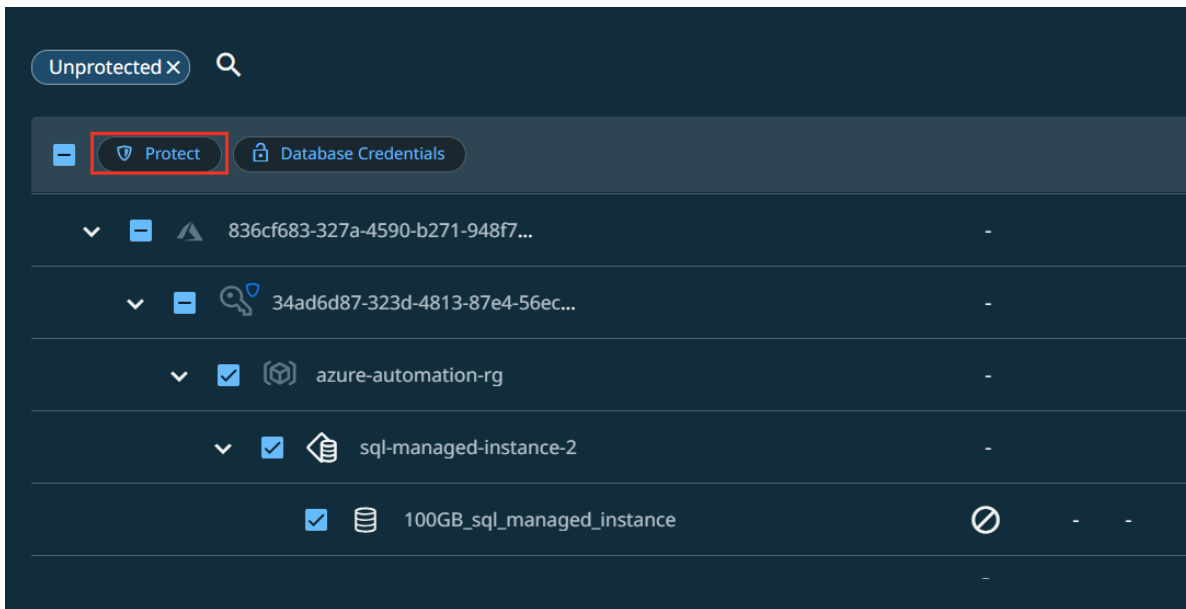 Unprotected
Protect
Database Credentials
836cf683-327a-4590-b271-948f7...
-
34ad6d87-323d-4813-87e4-56ec...
-
azure-automation-rg
-
sql-managed-instance-2
-
100GB_sql_managed_instance
- -
-